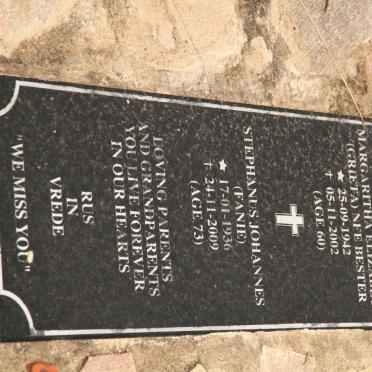 MARGARITHA ELIZABETH
(GRIETA) NEE BESTER
★ 25-09-1942
✝ 05-11-2002
(AGE 60)
STEPHANUS JOHANNES
(FANIE)
★ 17-01-1936
✝ 24-11-2009
(AGE 73)
LOVING PARENTS
AND GRANDPARENTS
YOU LIVE FOREVER
IN OUR HEARTS
RUS
IN
VREDE
"WE MISS YOU"